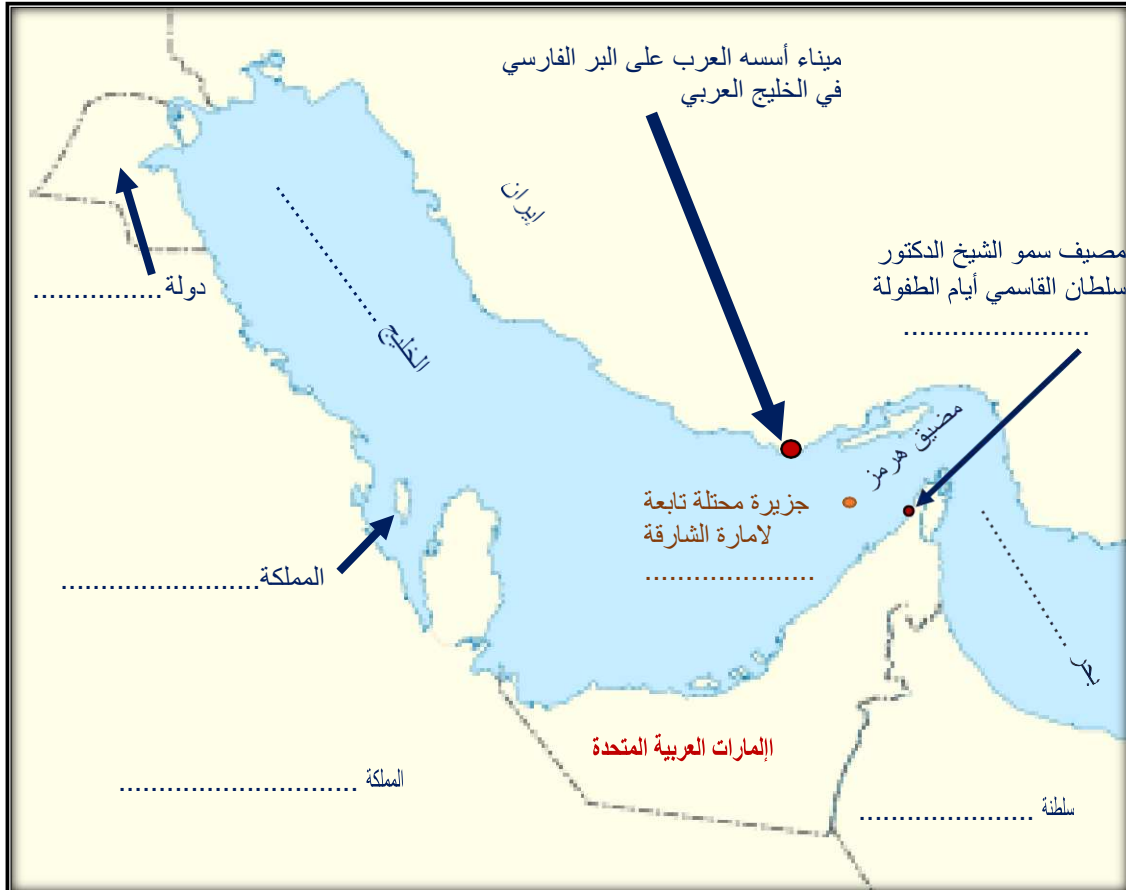 ميناء أسسه العرب على البر الفارسي
في الخليج العربي
إيران
مصيف سمو الشيخ الدكتور
سلطان القاسمي أيام الطفولة
.......................
دولة ................
الخليج ...............
مضيق هرمز
جزيرة محتلة تابعة
لامارة الشارقة
.....................
المملكة........................
بحر ...............
اإلمارات العربية المتحدة
المملكة ..............................
سلطنة ....................